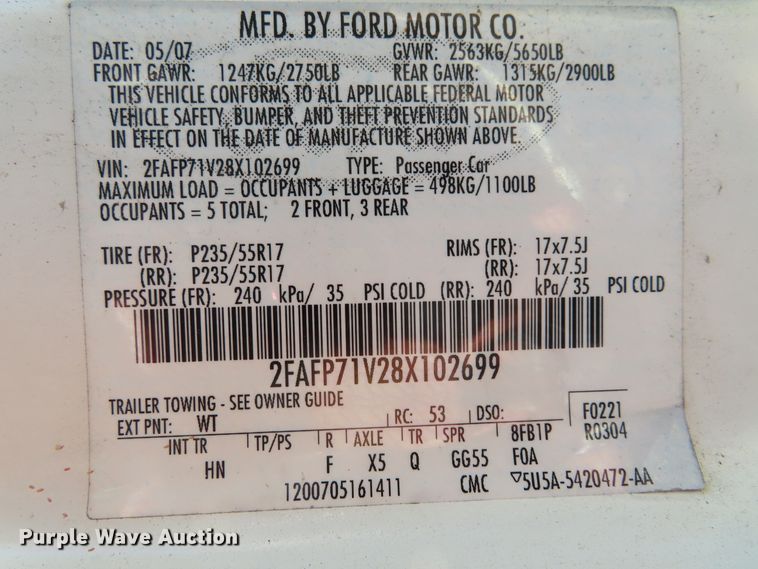 MFD. BY FORD MOTOR CO.
DATE: 05/07 GVWR: 2563KG/5650LB
FRONT GAWR: 1247KG/2750LB REAR GAWR: 1315KG/2900LB
THIS VEHICLE CONFORMS TO ALL APPLICABLE FEDERAL MOTOR
VEHICLE SAFETY, BUMPER, AND THEFT PREVENTION STANDARDS
IN EFFECT ON THE DATE OF MANUFACTURE SHOWN ABOVE.
VIN: 2FAFP71V28X102699 TYPE: Passenger Car
MAXIMUM LOAD = OCCUPANTS + LUGGAGE = 498KG/1100LB
OCCUPANTS = 5 TOTAL; 2 FRONT, 3 REAR
TIRE (FR): P235/55R17 RIMS (FR): 17x7.5J
(RR): P235/55R17 (RR): 17x7.5J
PRESSURE (FR): 240 kPa/ 35 PSI COLD (RR): 240 kPa/ 35 PSI COLD
2FAFP71V28X102699
TRAILER TOWING - SEE OWNER GUIDE
EXT PNT: WT RC: 53 DSO: F0221
INT TR TP/PS R AXLE TR SPR 8FB1P R0304
HN F X5 Q GG55 FOA
1200705161411 CMC ▽5U5A-5420472-AA
Purple Wave Auction